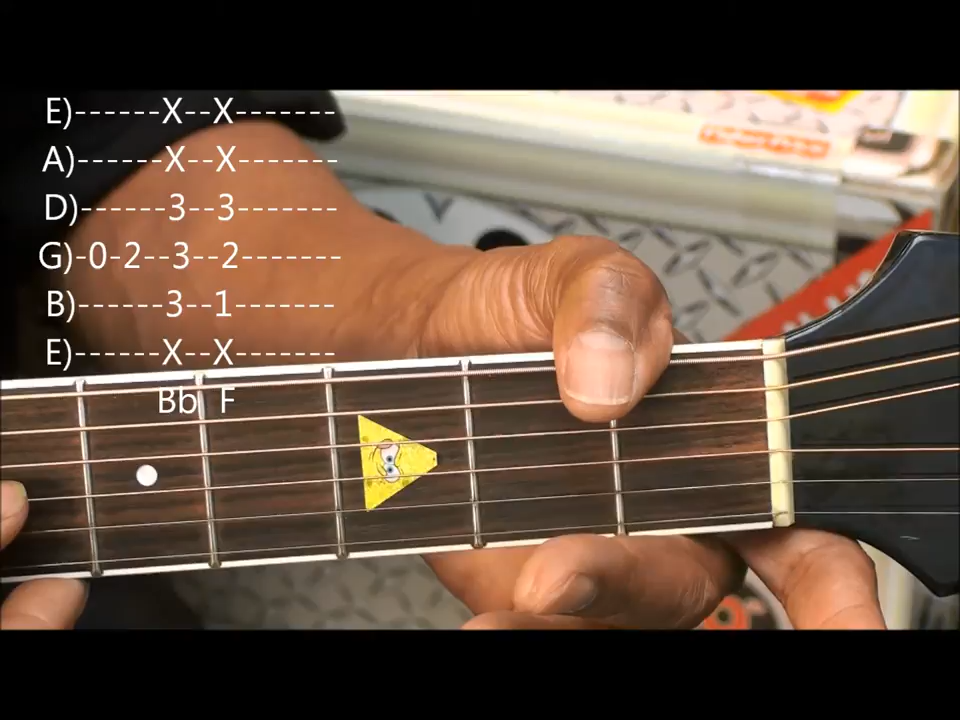 E)------X--X-------
A)------X--X-------
D)------3--3-------
G)-0-2--3--2-------
B)------3--1-------
E)------X--X-------
Bb F